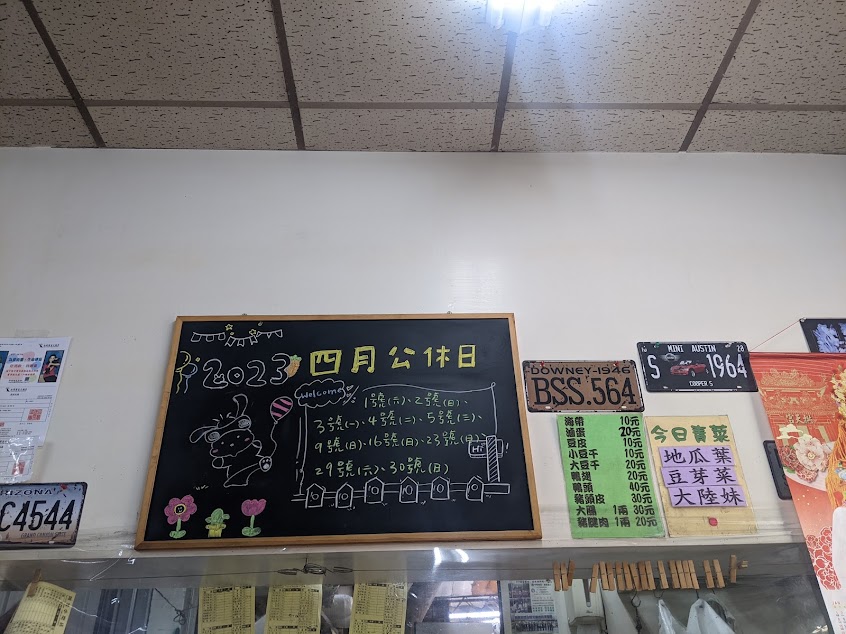 2023 四月公休日
Welcome
1號(六)、2號(日)、
3號(一)、4號(二)、5號(三)、
9號(日)、16號(日)、23號(日)、
29號(六)、30號(日)
Hi!
RIZONA
C4544
DOWNEY-1946
BSS.564
MINI AUSTIN 28
S 1964
COOPER S
海帶 10元
滷蛋 20元
豆皮 10元
小豆干 10元
大豆干 20元
鴨翅 20元
鴨頭 40元
豬頭皮 30元
大腸 1兩 30元
豬腱肉 1兩 20元
今日青菜
地瓜葉
豆芽菜
大陸妹